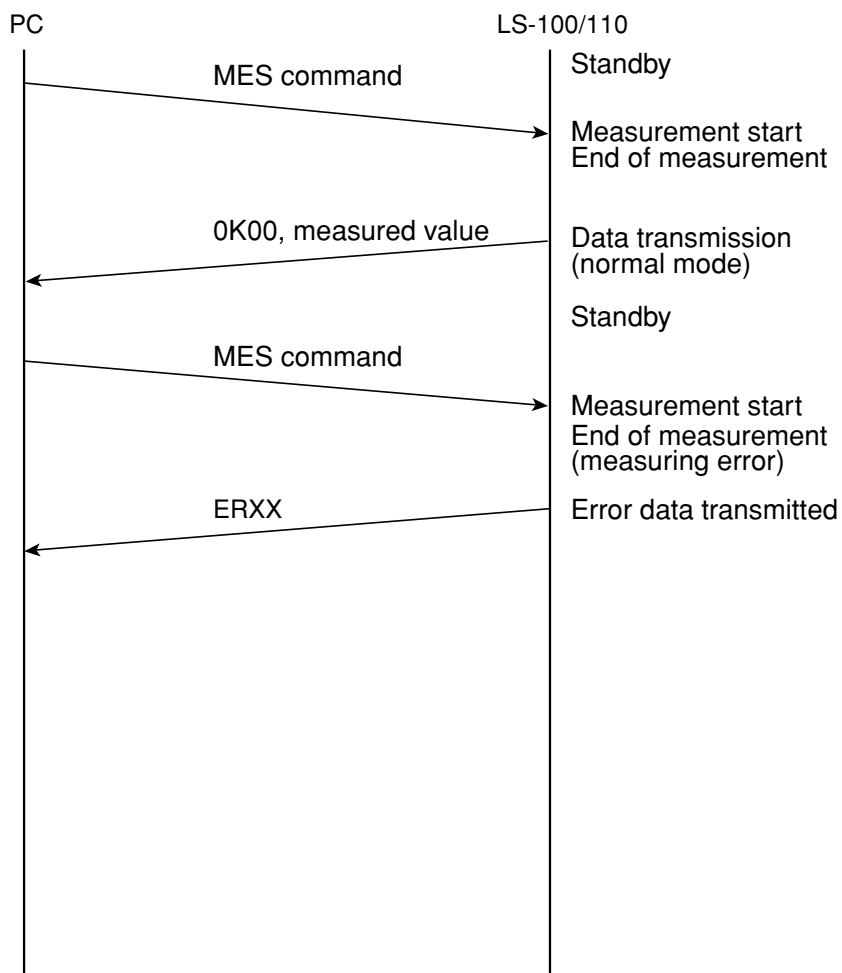 PC
LS-100/110
Standby
MES command
Measurement start
End of measurement
0K00, measured value
Data transmission
(normal mode)
Standby
MES command
Measurement start
End of measurement
(measuring error)
ERXX
Error data transmitted